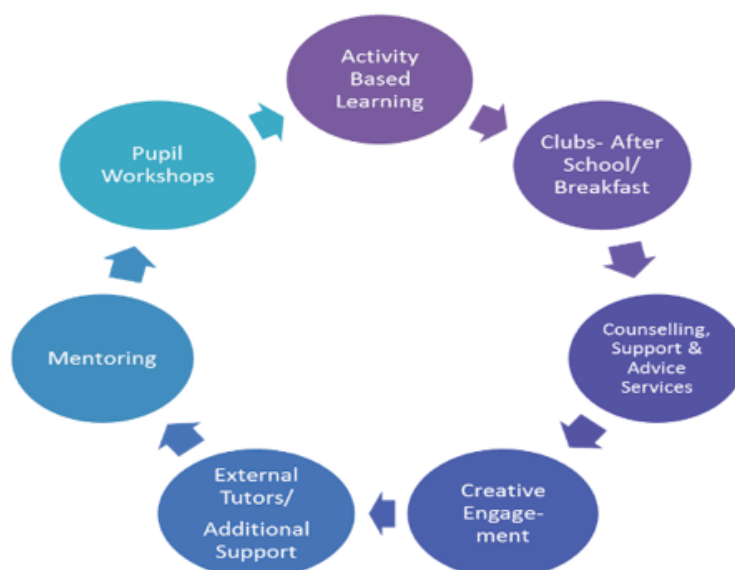 Activity
Based
Learning
Clubs- After
School/
Breakfast
Counselling,
Support &
Advice
Services
Creative
Engage-
ment
External
Tutors/
Additional
Support
Mentoring
Pupil
Workshops